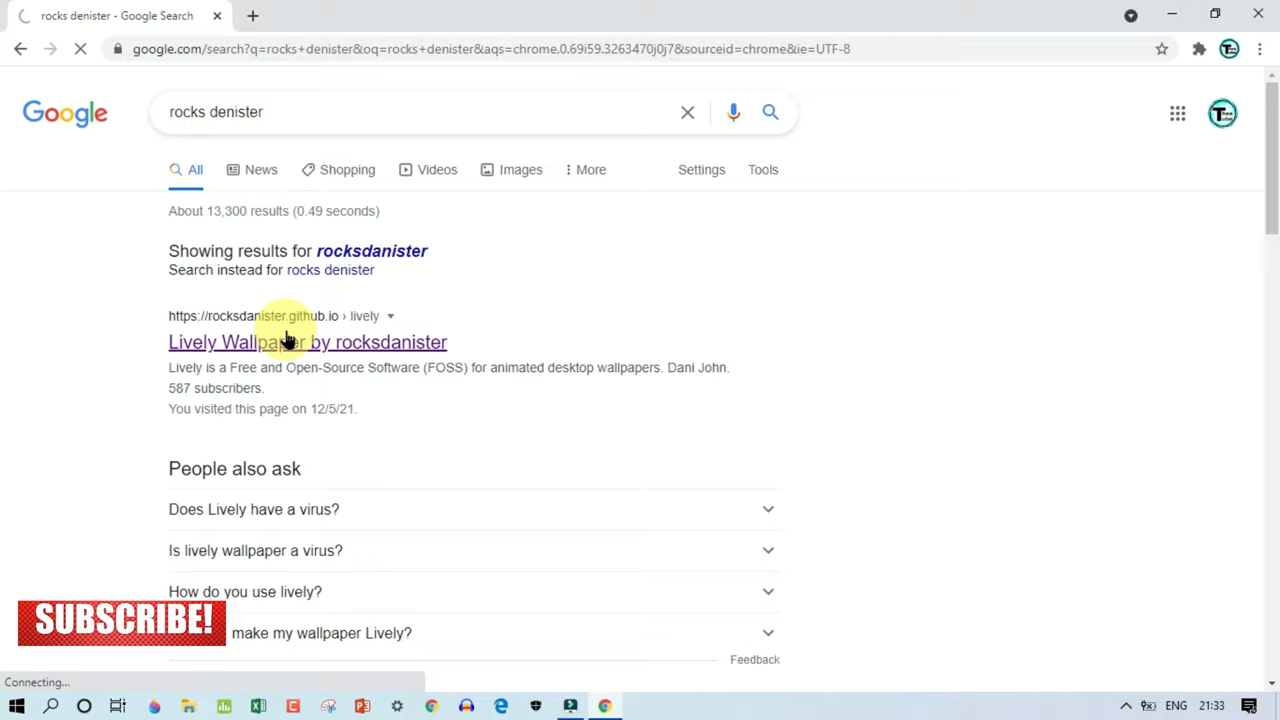 rocks denister - Google Search
google.com/search?q=rocks+denister&oq=rocks+denister&aqs=chrome.0.69i59.3263470j0j7&sourceid=chrome&ie=UTF-8
Google
rocks denister
All News Shopping Videos Images More Settings Tools
About 13,300 results (0.49 seconds)
Showing results for rocksdanister
Search instead for rocks denister
https://rocksdanister.github.io › lively
Lively Wallpaper by rocksdanister
Lively is a Free and Open-Source Software (FOSS) for animated desktop wallpapers. Dani John.
587 subscribers.
You visited this page on 12/5/21.
People also ask
Does Lively have a virus?
Is lively wallpaper a virus?
How do you use lively?
SUBSCRIBE!
make my wallpaper Lively?
Feedback
Connecting...
ENG 21:33